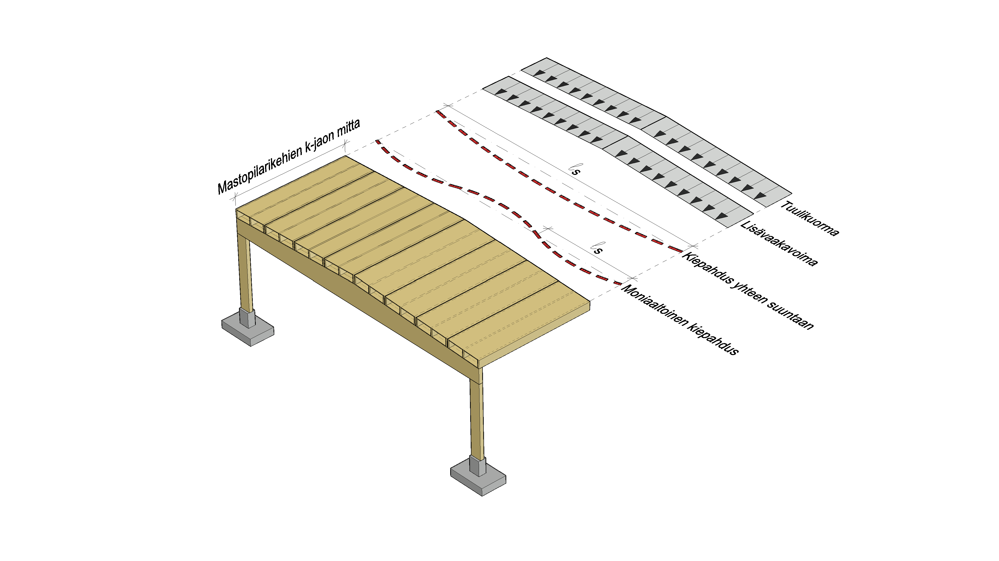 Mastopilarikehien k-jaon mitta
ℓs
ℓs
Tuulikuorma
Lisävaakavoima
Kiepahdus yhteen suuntaan
Moniaaltoinen kiepahdus